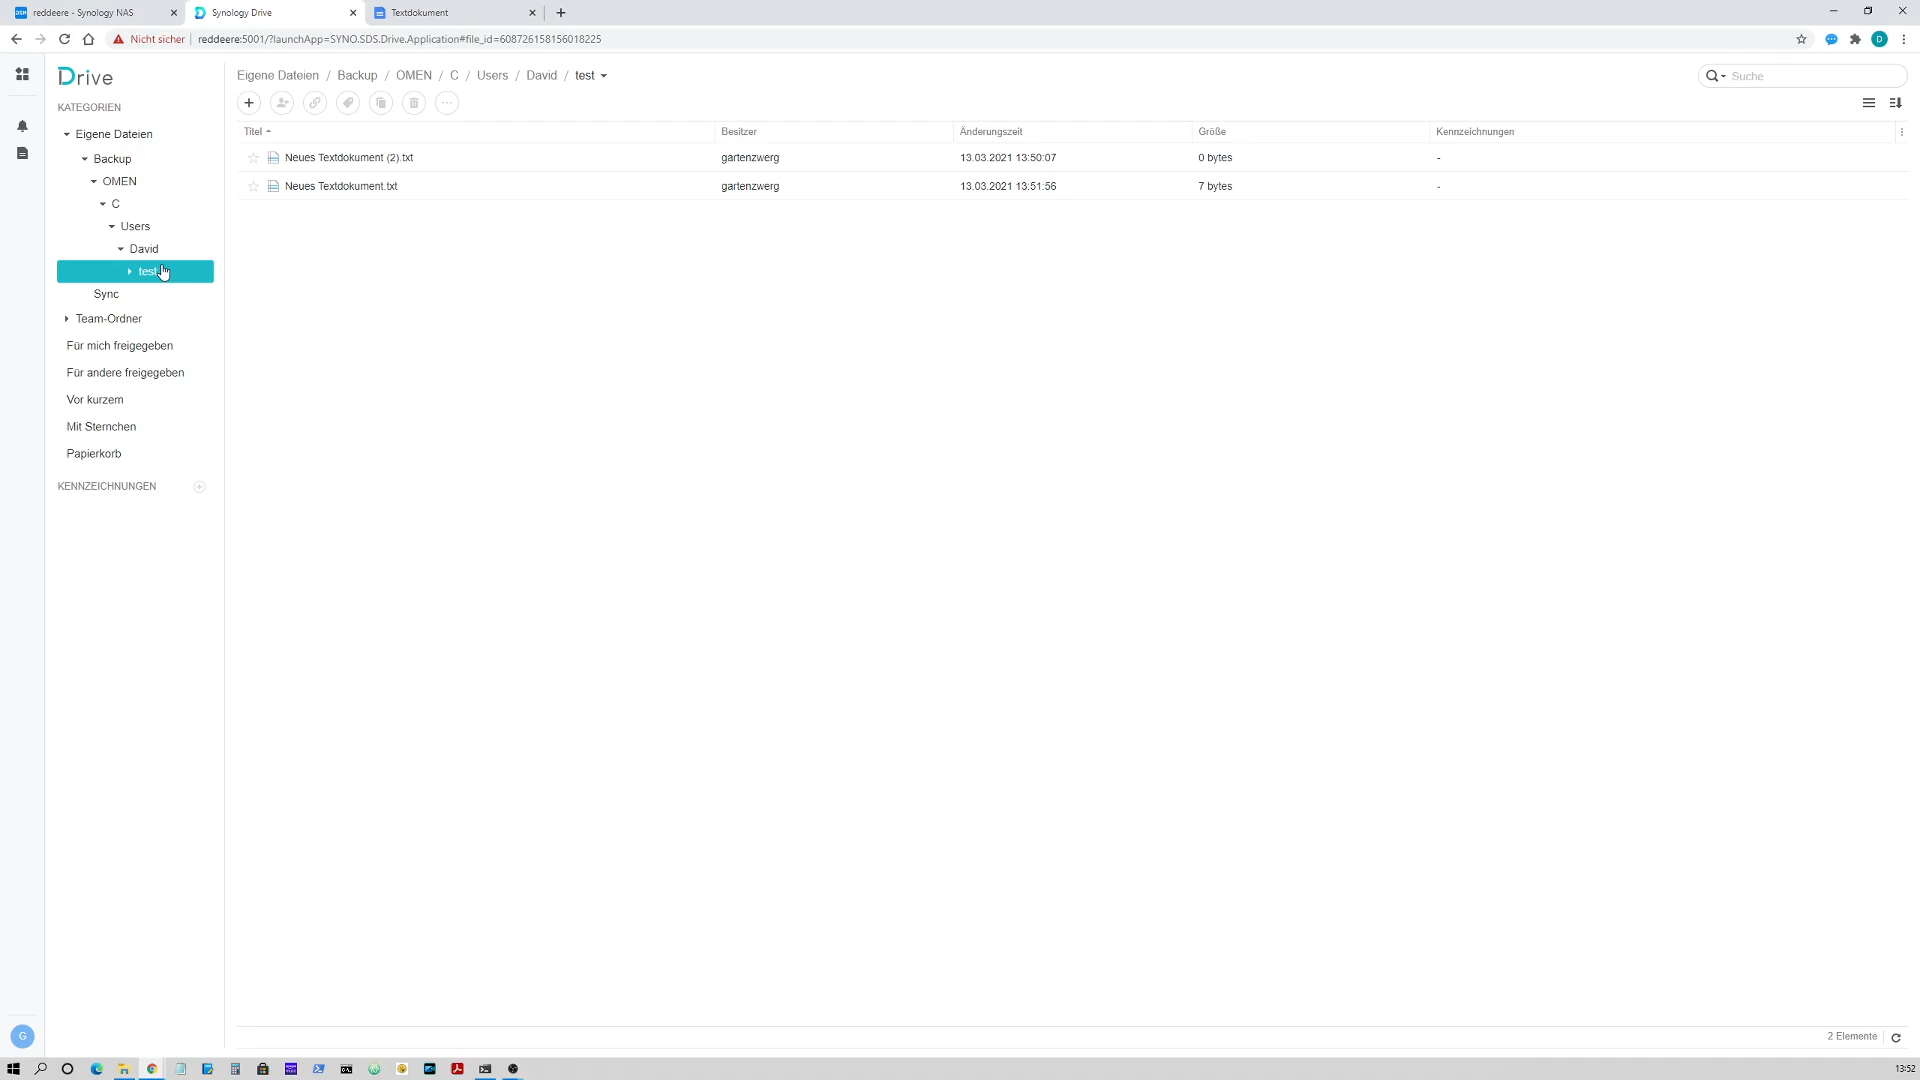 reddeere - Synology NAS
Synology Drive
Textdokument
Nicht sicher
reddeere:5001/?launchApp=SYNO.SDS.Drive.Application#file_id=608726158156018225
D
Drive
Eigene Dateien / Backup / OMEN / C / Users / David / test
Suche
KATEGORIEN
Eigene Dateien
Backup
OMEN
C
Users
David
test
Sync
Team-Ordner
Für mich freigegeben
Für andere freigegeben
Vor kurzem
Mit Sternchen
Papierkorb
KENNZEICHNUNGEN
Titel Besitzer Änderungszeit Größe Kennzeichnungen
Neues Textdokument (2).txt gartenzwerg 13.03.2021 13:50:07 0 bytes -
Neues Textdokument.txt gartenzwerg 13.03.2021 13:51:56 7 bytes -
2 Elemente
G
13:52